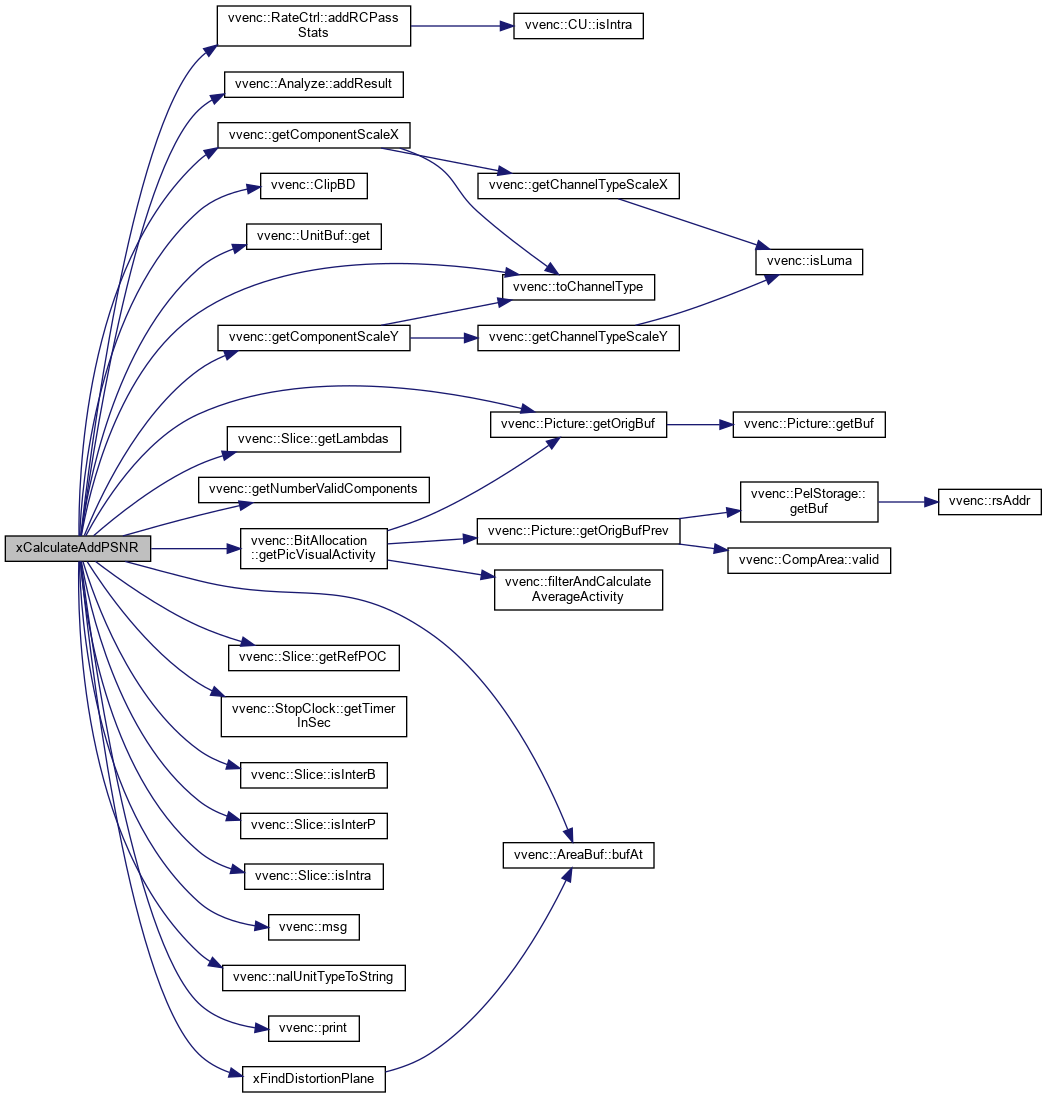 vvenc::RateCtrl::addRCPass
Stats
vvenc::CU::isIntra
vvenc::Analyze::addResult
vvenc::getComponentScaleX
vvenc::getChannelTypeScaleX
vvenc::ClipBD
vvenc::UnitBuf::get
vvenc::isLuma
vvenc::toChannelType
vvenc::getComponentScaleY
vvenc::getChannelTypeScaleY
vvenc::Picture::getOrigBuf
vvenc::Picture::getBuf
vvenc::Slice::getLambdas
vvenc::getNumberValidComponents
vvenc::PelStorage::
getBuf
vvenc::rsAddr
xCalculateAddPSNR
vvenc::BitAllocation
::getPicVisualActivity
vvenc::Picture::getOrigBufPrev
vvenc::CompArea::valid
vvenc::filterAndCalculate
AverageActivity
vvenc::Slice::getRefPOC
vvenc::StopClock::getTimer
InSec
vvenc::Slice::isInterB
vvenc::Slice::isInterP
vvenc::AreaBuf::bufAt
vvenc::Slice::isIntra
vvenc::msg
vvenc::nalUnitTypeToString
vvenc::print
xFindDistortionPlane